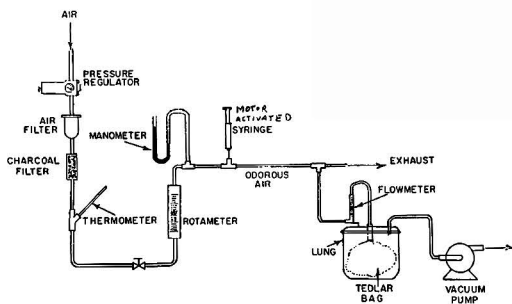 AIR
PRESSURE
REGULATOR
AIR
FILTER
CHARCOAL
FILTER
THERMOMETER
MANOMETER
ROTAMETER
MOTOR
ACTIVATED
SYRINGE
ODOROUS
AIR
EXHAUST
FLOWMETER
LUNG
TEDLAR
BAG
VACUUM
PUMP